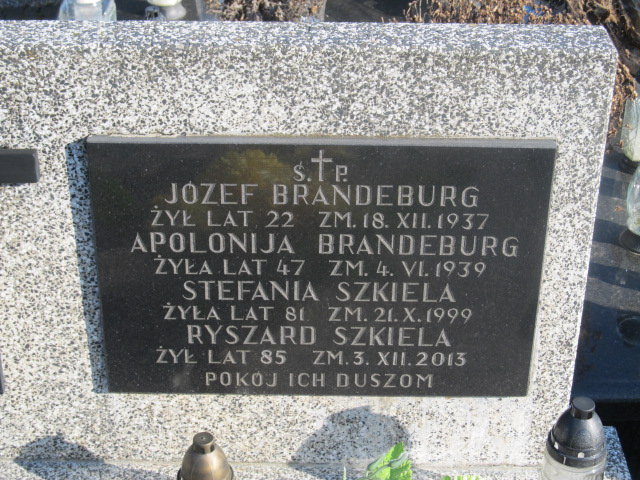 Ś.†P.
JÓZEF BRANDEBURG
ŻYŁ LAT 22 ZM. 18. XII. 1937
APOLONIJA BRANDEBURG
ŻYŁA LAT 47 ZM. 4. VI. 1939
STEFANIA SZKIELA
ŻYŁA LAT 81 ZM. 21. X. 1999
RYSZARD SZKIELA
ŻYŁ LAT 85 ZM. 3. XII. 2013
POKÓJ ICH DUSZOM